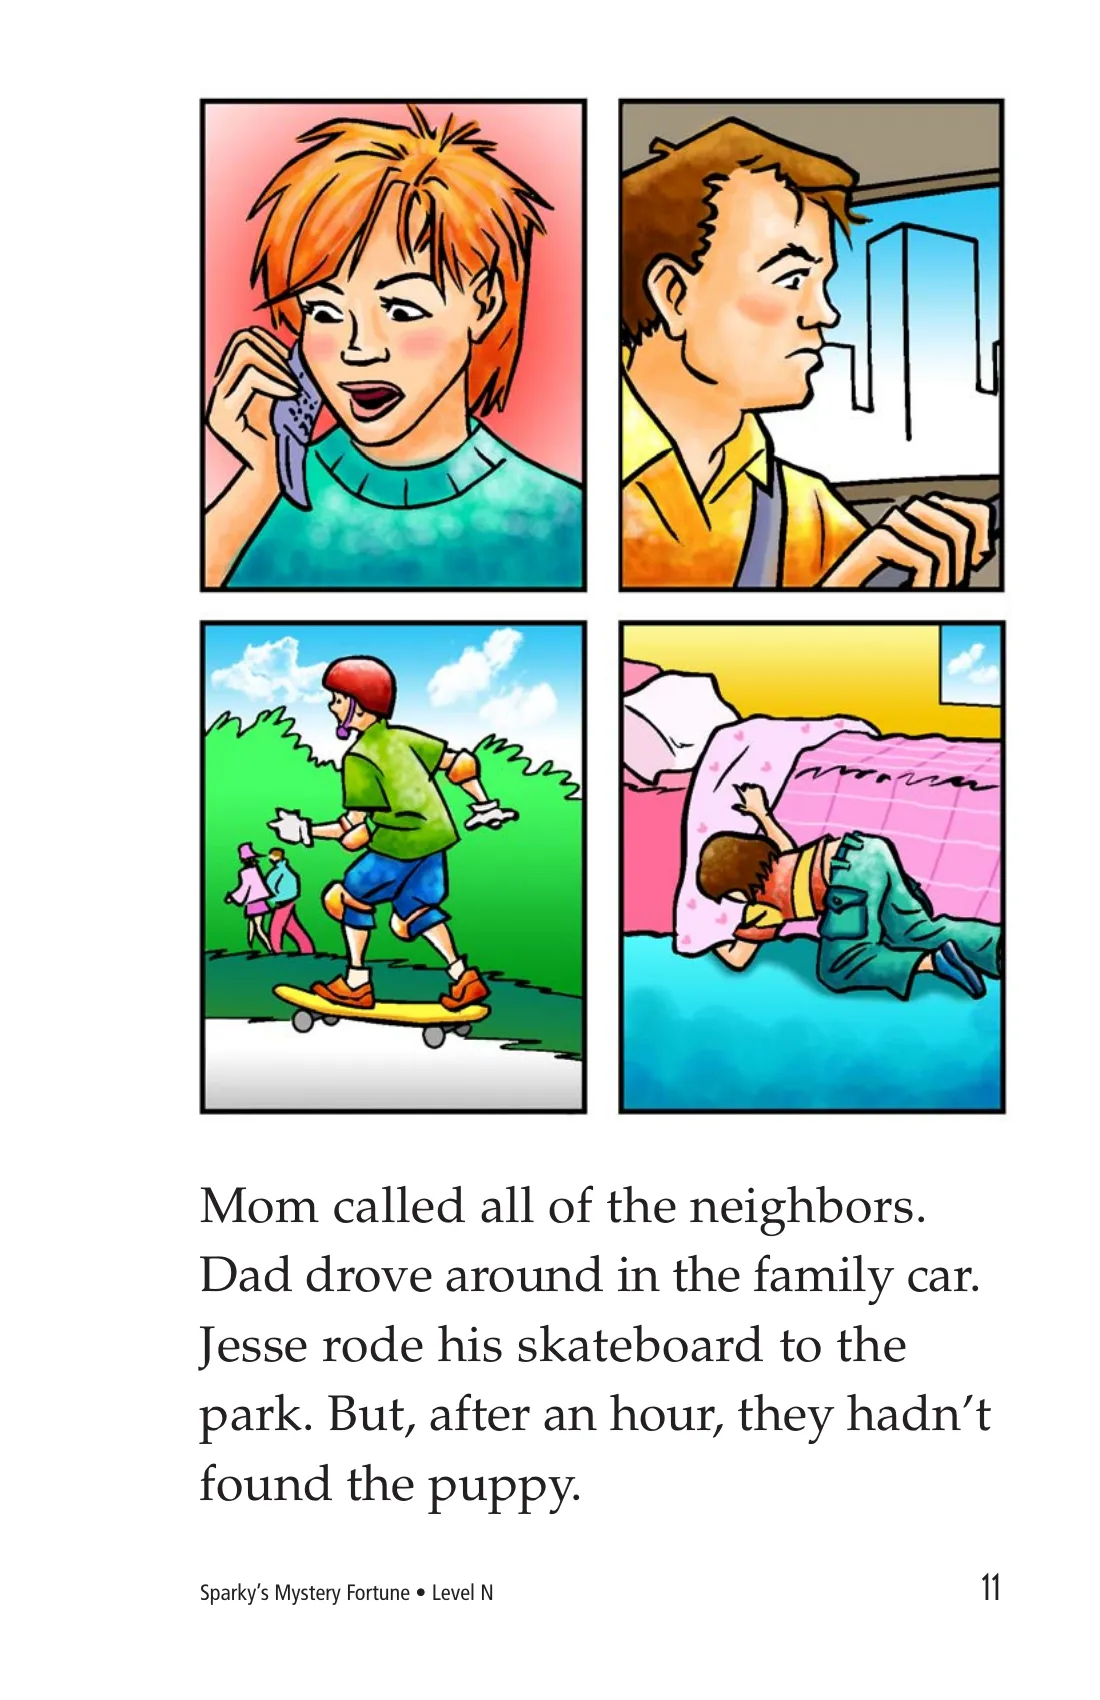 Mom called all of the neighbors.
Dad drove around in the family car.
Jesse rode his skateboard to the
park. But, after an hour, they hadn’t
found the puppy.
Sparky’s Mystery Fortune • Level N
11